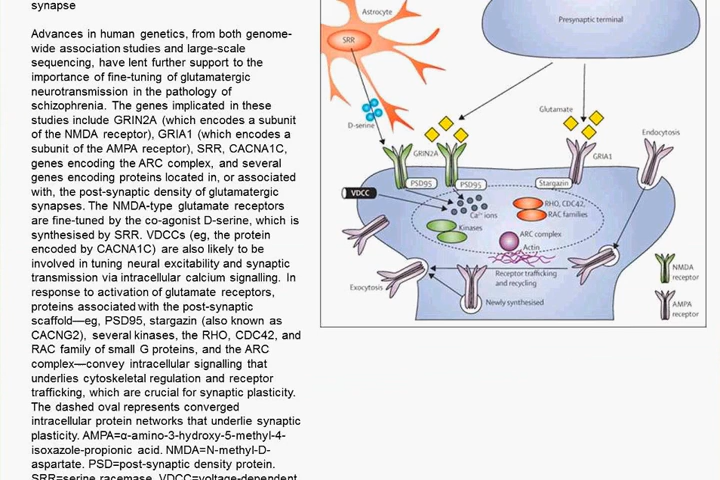 synapse
Advances in human genetics, from both genome-
wide association studies and large-scale
sequencing, have lent further support to the
importance of fine-tuning of glutamatergic
neurotransmission in the pathology of
schizophrenia. The genes implicated in these
studies include GRIN2A (which encodes a subunit
of the NMDA receptor), GRIA1 (which encodes a
subunit of the AMPA receptor), SRR, CACNA1C,
genes encoding the ARC complex, and several
genes encoding proteins located in, or associated
with, the post-synaptic density of glutamatergic
synapses. The NMDA-type glutamate receptors
are fine-tuned by the co-agonist D-serine, which is
synthesised by SRR. VDCCs (eg, the protein
encoded by CACNA1C) are also likely to be
involved in tuning neural excitability and synaptic
transmission via intracellular calcium signalling. In
response to activation of glutamate receptors,
proteins associated with the post-synaptic
scaffold—eg, PSD95, stargazin (also known as
CACNG2), several kinases, the RHO, CDC42, and
RAC family of small G proteins, and the ARC
complex—convey intracellular signalling that
underlies cytoskeletal regulation and receptor
trafficking, which are crucial for synaptic plasticity.
The dashed oval represents converged
intracellular protein networks that underlie synaptic
plasticity. AMPA=α-amino-3-hydroxy-5-methyl-4-
isoxazole-propionic acid. NMDA=N-methyl-D-
aspartate. PSD=post-synaptic density protein.
SRR=serine racemase. VDCC=voltage-dependent
Astrocyte
SRR
Presynaptic terminal
D-serine
Glutamate
Endocytosis
GRIN2A
GRIA1
PSD95
PSD95
Stargazin
VDCC
Ca²⁺ ions
RHO, CDC42,
RAC families
Kinases
ARC complex
Actin
Receptor trafficking
and recycling
Exocytosis
Newly synthesised
NMDA
receptor
AMPA
receptor